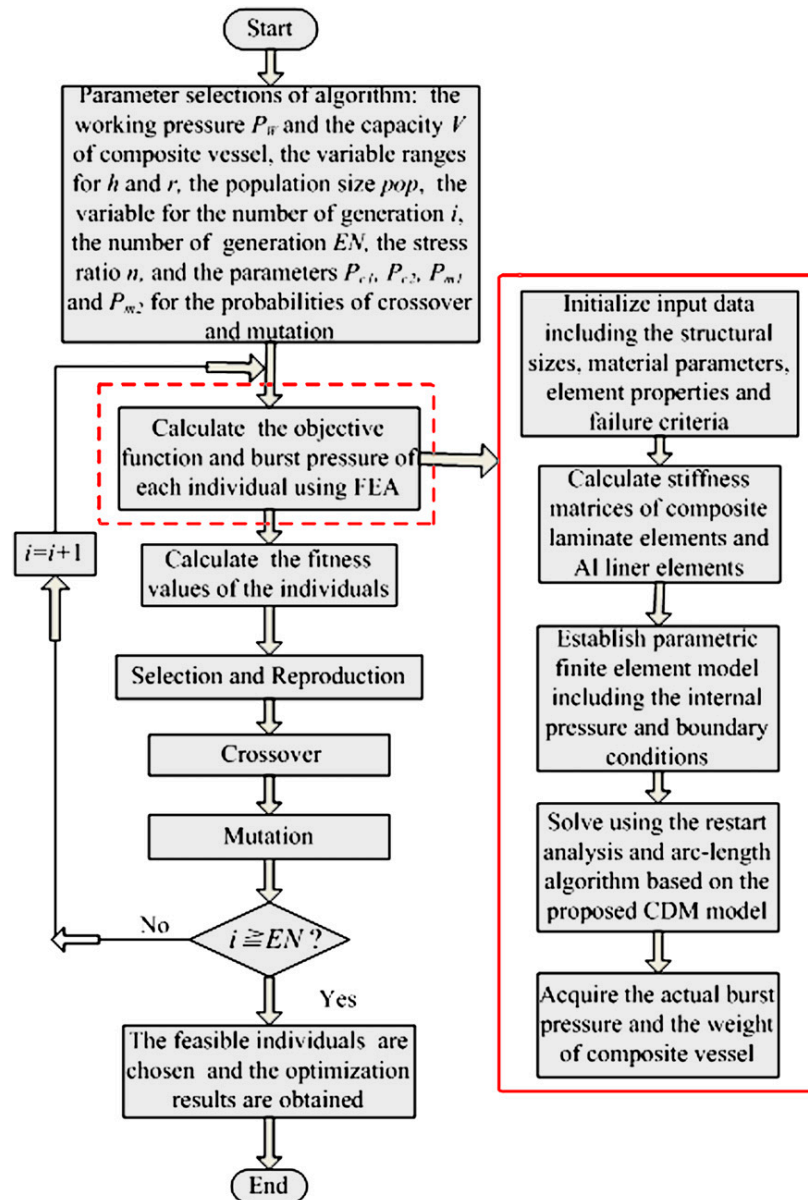 Start
Parameter selections of algorithm: the
working pressure P_W and the capacity V
of composite vessel, the variable ranges
for h and r, the population size pop, the
variable for the number of generation i,
the number of generation EN, the stress
ratio n, and the parameters P_c1, P_c2, P_m1
and P_m2 for the probabilities of crossover
and mutation
Calculate the objective
function and burst pressure of
each individual using FEA
Calculate the fitness
values of the individuals
i=i+1
Selection and Reproduction
Crossover
Mutation
i≧EN?
No
Yes
The feasible individuals are
chosen and the optimization
results are obtained
End
Initialize input data
including the structural
sizes, material parameters,
element properties and
failure criteria
Calculate stiffness
matrices of composite
laminate elements and
Al liner elements
Establish parametric
finite element model
including the internal
pressure and boundary
conditions
Solve using the restart
analysis and arc-length
algorithm based on the
proposed CDM model
Acquire the actual burst
pressure and the weight
of composite vessel